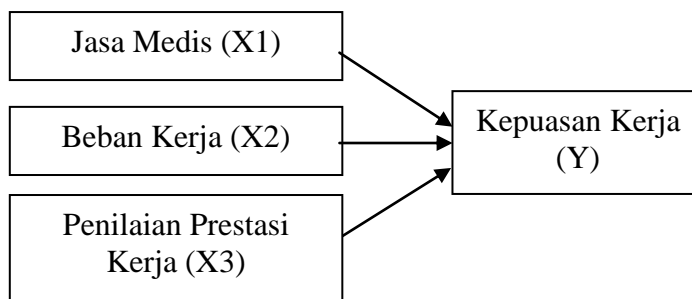 Jasa Medis (X1)
Beban Kerja (X2)
Penilaian Prestasi
Kerja (X3)
Kepuasan Kerja
(Y)